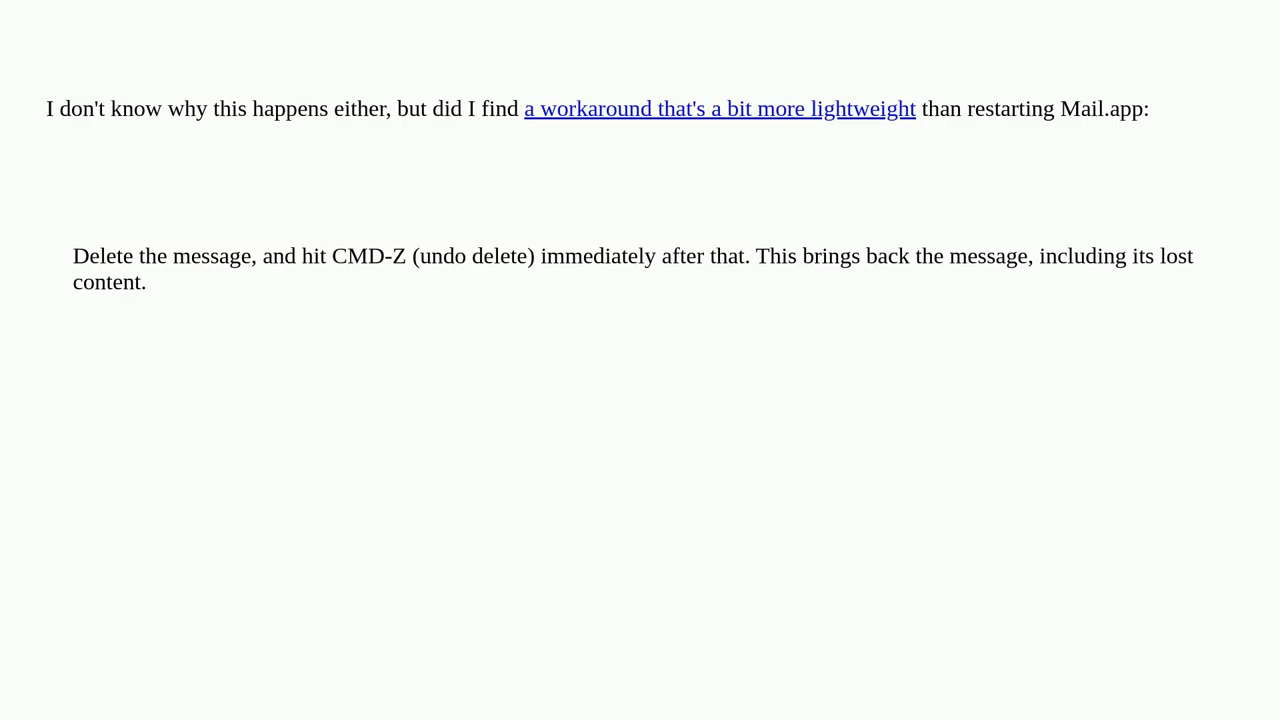 I don't know why this happens either, but did I find a workaround that's a bit more lightweight than restarting Mail.app:
Delete the message, and hit CMD-Z (undo delete) immediately after that. This brings back the message, including its lost
content.